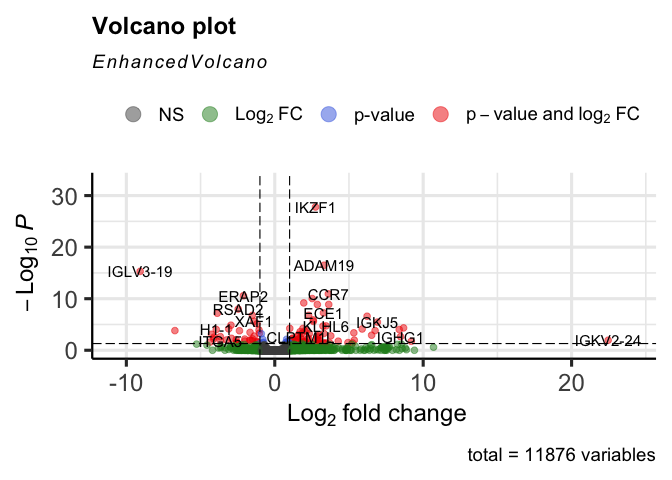 Volcano plot
EnhancedVolcano
NS Log2 FC p-value p – value and log2 FC
– Log10 P
30
20
10
0
IKZF1
ADAM19
IGLV3-19
ERAP2
CCR7
RSAD2
ECE1
XAF1
KLHL6
IGKJ5
H1-1
ITGA5
IGHG1
IGKV2-24
-10 0 10 20
Log2 fold change
total = 11876 variables